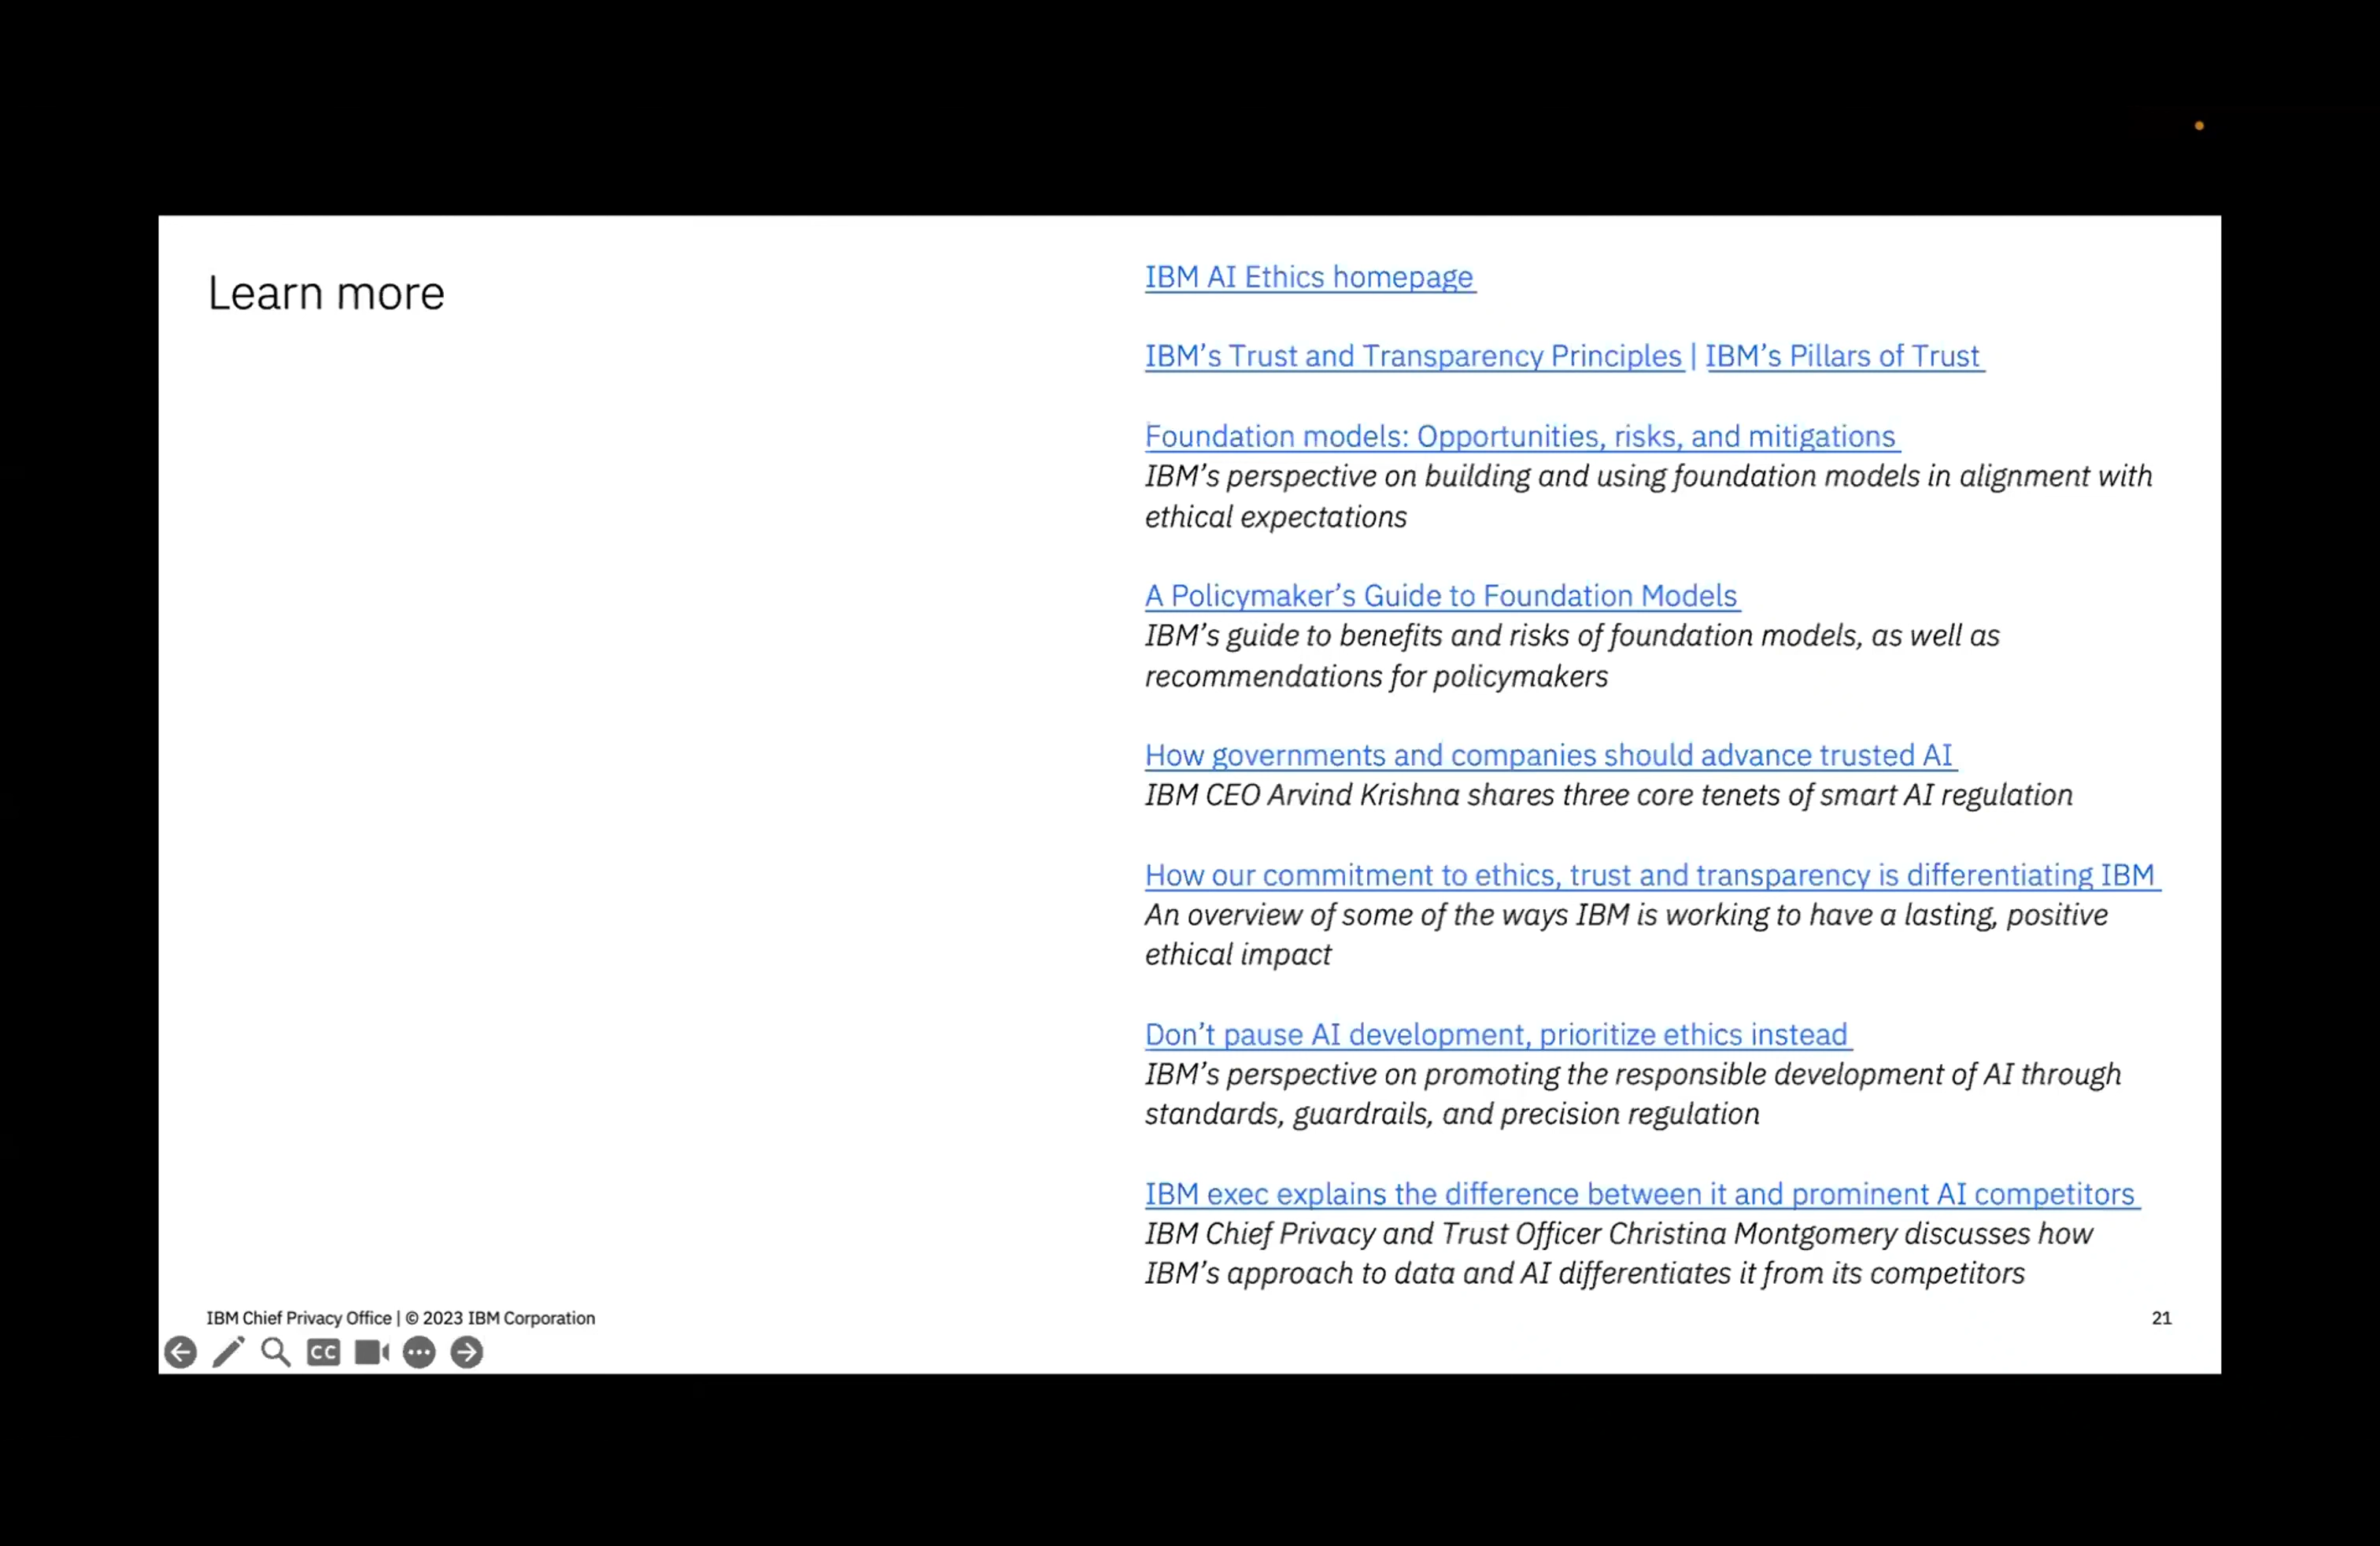 Learn more
IBM AI Ethics homepage
IBM’s Trust and Transparency Principles | IBM’s Pillars of Trust
Foundation models: Opportunities, risks, and mitigations
IBM’s perspective on building and using foundation models in alignment with
ethical expectations
A Policymaker’s Guide to Foundation Models
IBM’s guide to benefits and risks of foundation models, as well as
recommendations for policymakers
How governments and companies should advance trusted AI
IBM CEO Arvind Krishna shares three core tenets of smart AI regulation
How our commitment to ethics, trust and transparency is differentiating IBM
An overview of some of the ways IBM is working to have a lasting, positive
ethical impact
Don’t pause AI development, prioritize ethics instead
IBM’s perspective on promoting the responsible development of AI through
standards, guardrails, and precision regulation
IBM exec explains the difference between it and prominent AI competitors
IBM Chief Privacy and Trust Officer Christina Montgomery discusses how
IBM’s approach to data and AI differentiates it from its competitors
IBM Chief Privacy Office | © 2023 IBM Corporation
21
CC